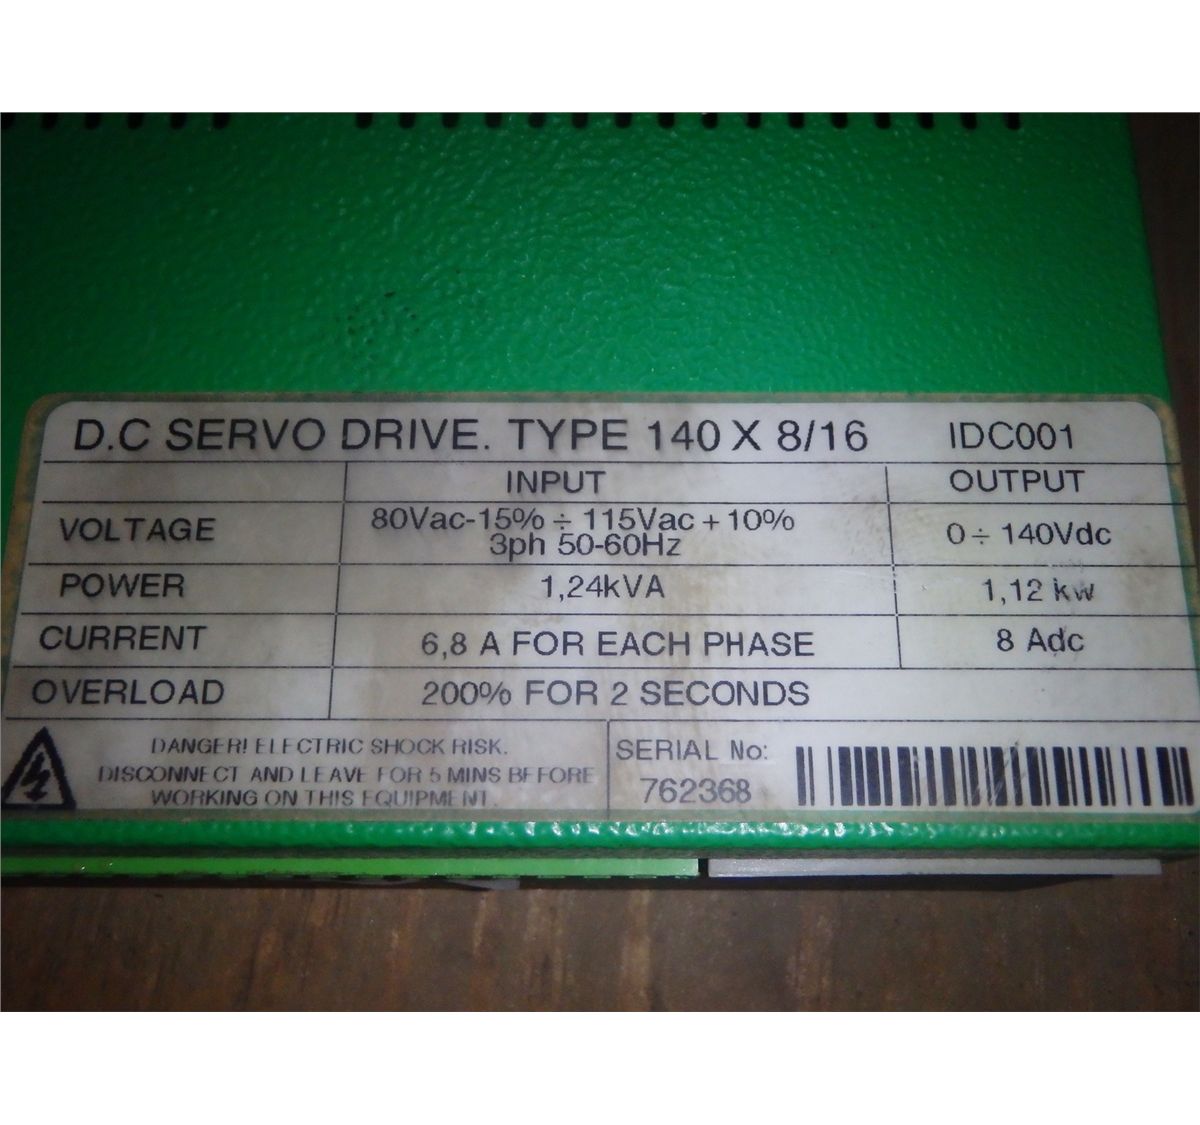 D.C SERVO DRIVE. TYPE 140 X 8/16 IDC001
INPUT OUTPUT
VOLTAGE 80Vac-15% ÷ 115Vac + 10% 0 ÷ 140Vdc
3ph 50-60Hz
POWER 1,24kVA 1,12 kw
CURRENT 6,8 A FOR EACH PHASE 8 Adc
OVERLOAD 200% FOR 2 SECONDS
DANGER! ELECTRIC SHOCK RISK.
DISCONNECT AND LEAVE FOR 5 MINS BEFORE
WORKING ON THIS EQUIPMENT.
SERIAL No:
762368